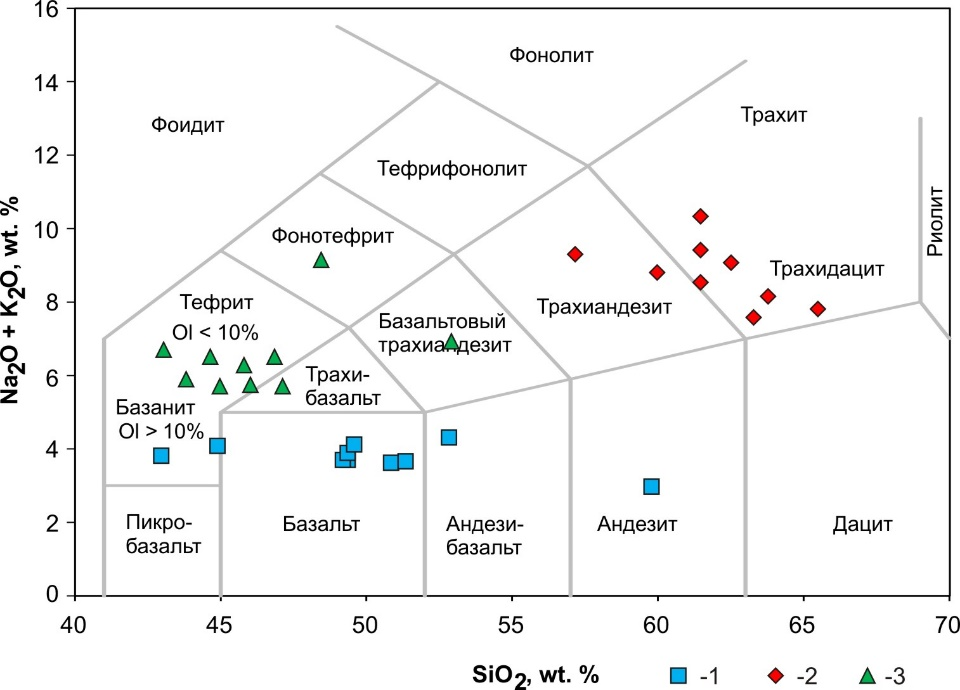 16
14
12
10
8
6
4
2
0
Na2O + K2O, wt. %
Фонолит
Трахит
Фоидит
Тефрифонолит
Риолит
Фонотефрит
Трахидацит
Тефрит
Ol < 10%
Трахиандезит
Базальтовый
трахиандезит
Трахи-
базальт
Базанит
Ol > 10%
Пикро-
базальт
Базальт
Андези-
базальт
Андезит
Дацит
40
45
50
55
60
65
70
SiO2, wt. %
-1
-2
-3